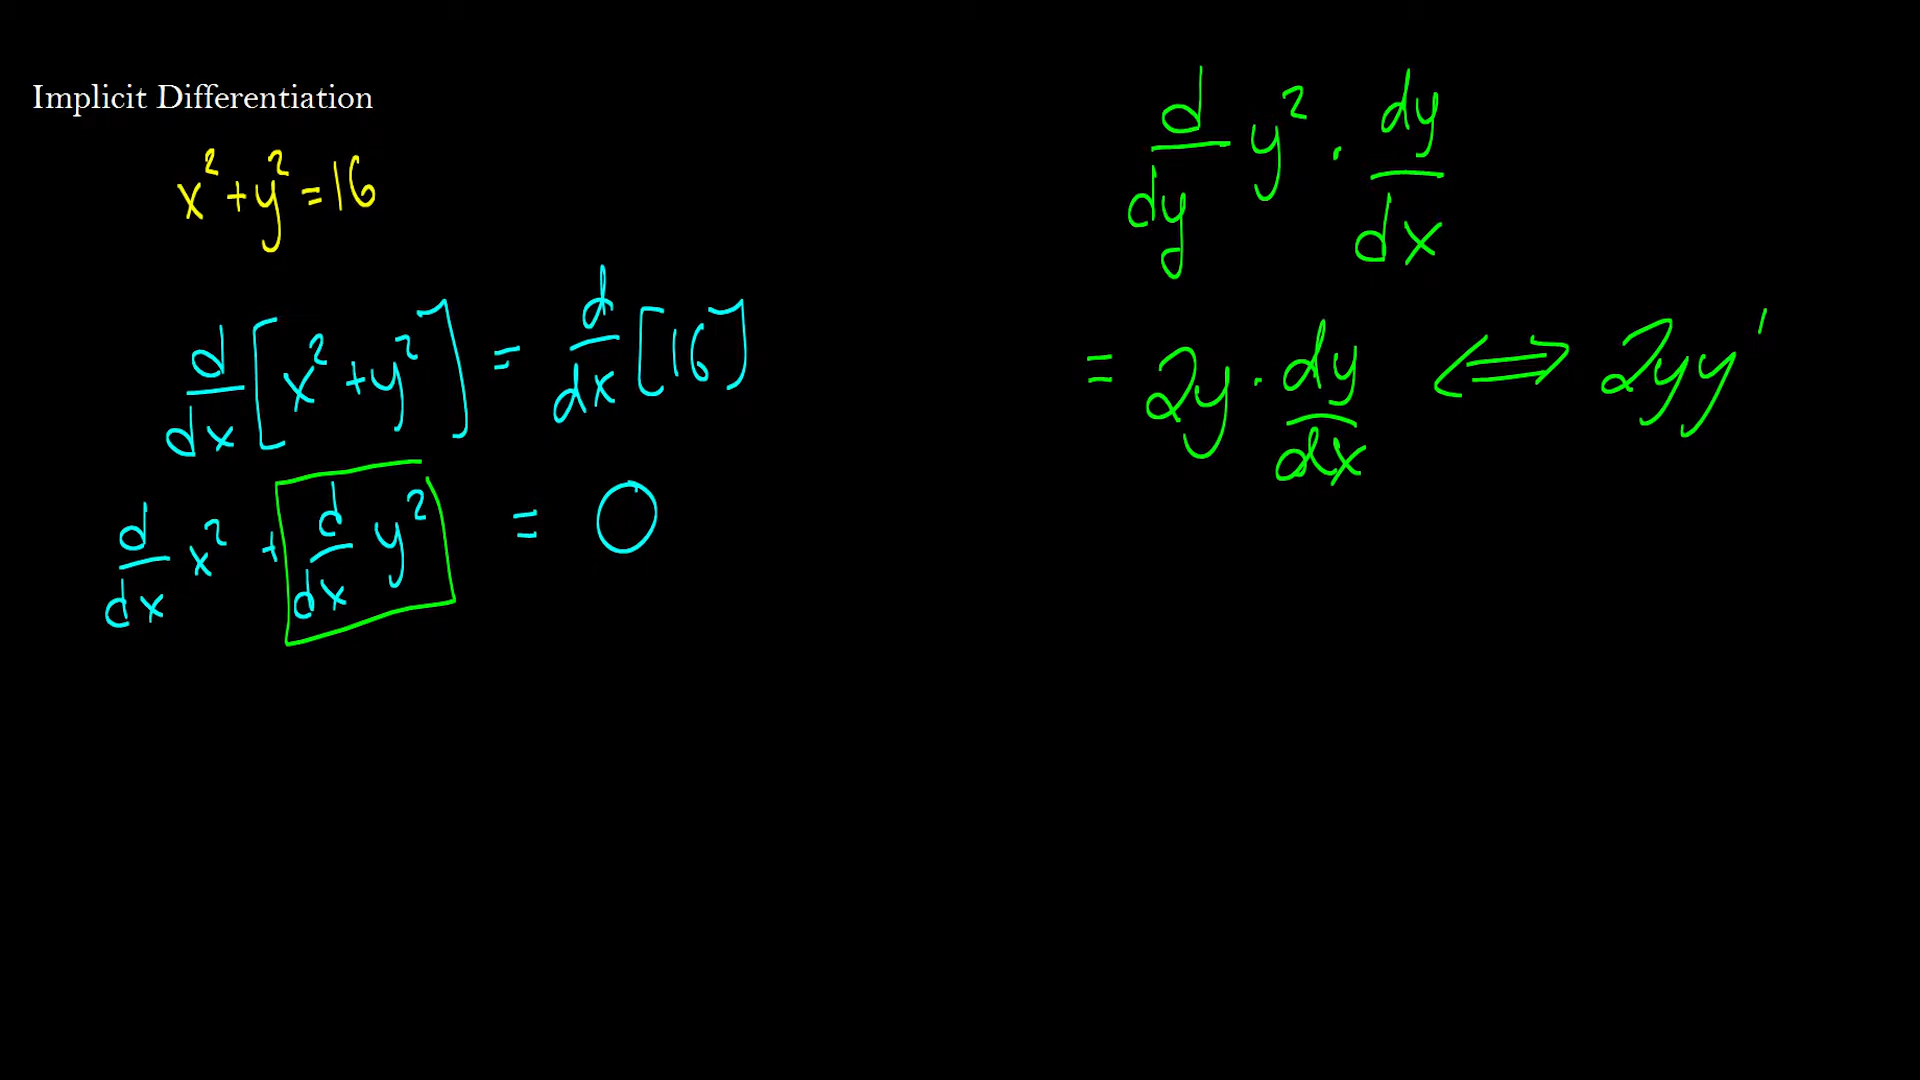 Implicit Differentiation
x² + y² = 16
d/dx [x² + y²] = d/dx [16]
d/dx x² + d/dx y² = 0
d/dy y² · dy/dx
= 2y · dy/dx ⟺ 2yy'